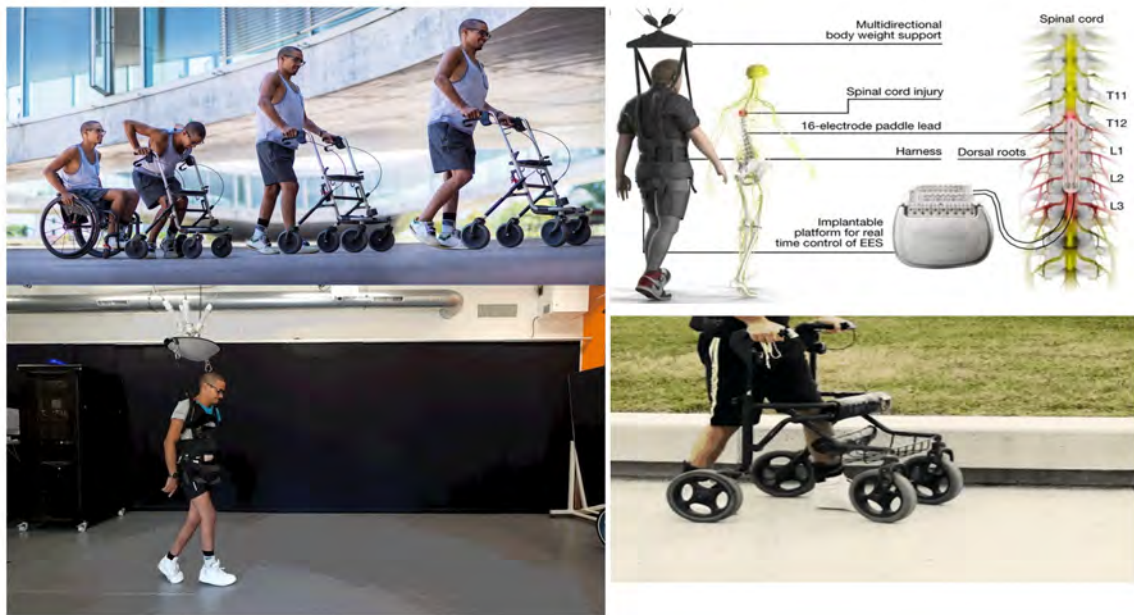 Multidirectional
body weight support
Spinal cord
Spinal cord injury
T11
16-electrode paddle lead
T12
Harness
Dorsal roots
L1
L2
L3
Implantable
platform for real
time control of EES